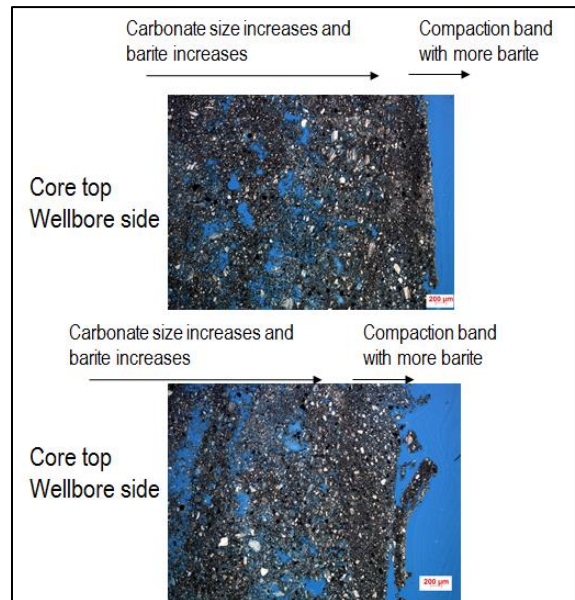 Carbonate size increases and
barite increases
Compaction band
with more barite
Core top
Wellbore side
200 µm
Carbonate size increases and
barite increases
Compaction band
with more barite
Core top
Wellbore side
200 µm